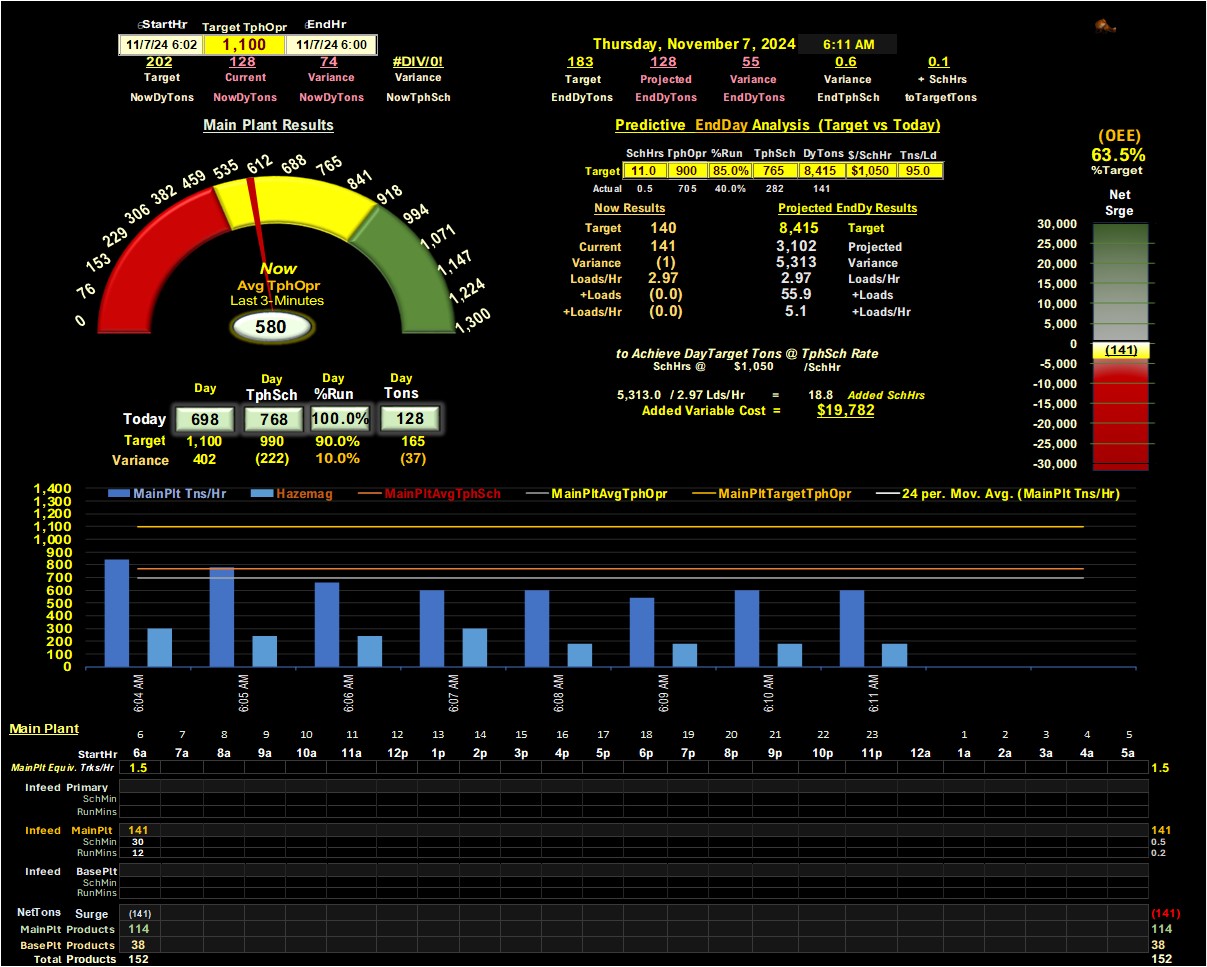 StartHr Target TphOpr EndHr
11/7/24 6:02 1,100 11/7/24 6:00
Thursday, November 7, 2024 6:11 AM
202 128 74 #DIV/0!
Target Current Variance Variance
NowDyTons NowDyTons NowDyTons NowTphSch
183 128 55 0.6 0.1
Target Projected Variance Variance + SchHrs
EndDyTons EndDyTons EndDyTons EndTphSch toTargetTons
Main Plant Results
0 76 153 229 306 382 459 535 612 688 765 841 918 994 1,071 1,147 1,224 1,300
Now
Avg TphOpr
Last 3-Minutes
580
Predictive EndDay Analysis (Target vs Today)
SchHrs TphOpr %Run TphSch DyTons $/SchHr Tns/Ld
Target 11.0 900 85.0% 765 8,415 $1,050 95.0
Actual 0.5 705 40.0% 282 141
Now Results Projected EndDy Results
Target 140 8,415 Target
Current 141 3,102 Projected
Variance (1) 5,313 Variance
Loads/Hr 2.97 2.97 Loads/Hr
+Loads (0.0) 55.9 +Loads
+Loads/Hr (0.0) 5.1 +Loads/Hr
to Achieve DayTarget Tons @ TphSch Rate
SchHrs @ $1,050 /SchHr
5,313.0 / 2.97 Lds/Hr = 18.8 Added SchHrs
Added Variable Cost = $19,782
(OEE)
63.5%
%Target
Net
Srge
30,000
25,000
20,000
15,000
10,000
5,000
0
(141)
-5,000
-10,000
-15,000
-20,000
-25,000
-30,000
Day Day Day Day
TphSch %Run Tons
Today 698 768 100.0% 128
Target 1,100 990 90.0% 165
Variance 402 (222) 10.0% (37)
MainPlt Tns/Hr Hazemag MainPltAvgTphSch MainPltAvgTphOpr MainPltTargetTphOpr 24 per. Mov. Avg. (MainPlt Tns/Hr)
1,400
1,300
1,200
1,100
1,000
900
800
700
600
500
400
300
200
100
0
6:04 AM 6:05 AM 6:06 AM 6:07 AM 6:08 AM 6:09 AM 6:10 AM 6:11 AM
Main Plant
6 7 8 9 10 11 12 13 14 15 16 17 18 19 20 21 22 23 1 2 3 4 5
StartHr 6a 7a 8a 9a 10a 11a 12p 1p 2p 3p 4p 5p 6p 7p 8p 9p 10p 11p 12a 1a 2a 3a 4a 5a
MainPlt Equiv. Trks/Hr 1.5 1.5
Infeed Primary
SchMin
RunMins
Infeed MainPlt 141 141
SchMin 30 0.5
RunMins 12 0.2
Infeed BasePlt
SchMin
RunMins
NetTons Surge (141) (141)
MainPlt Products 114 114
BasePlt Products 38 38
Total Products 152 152